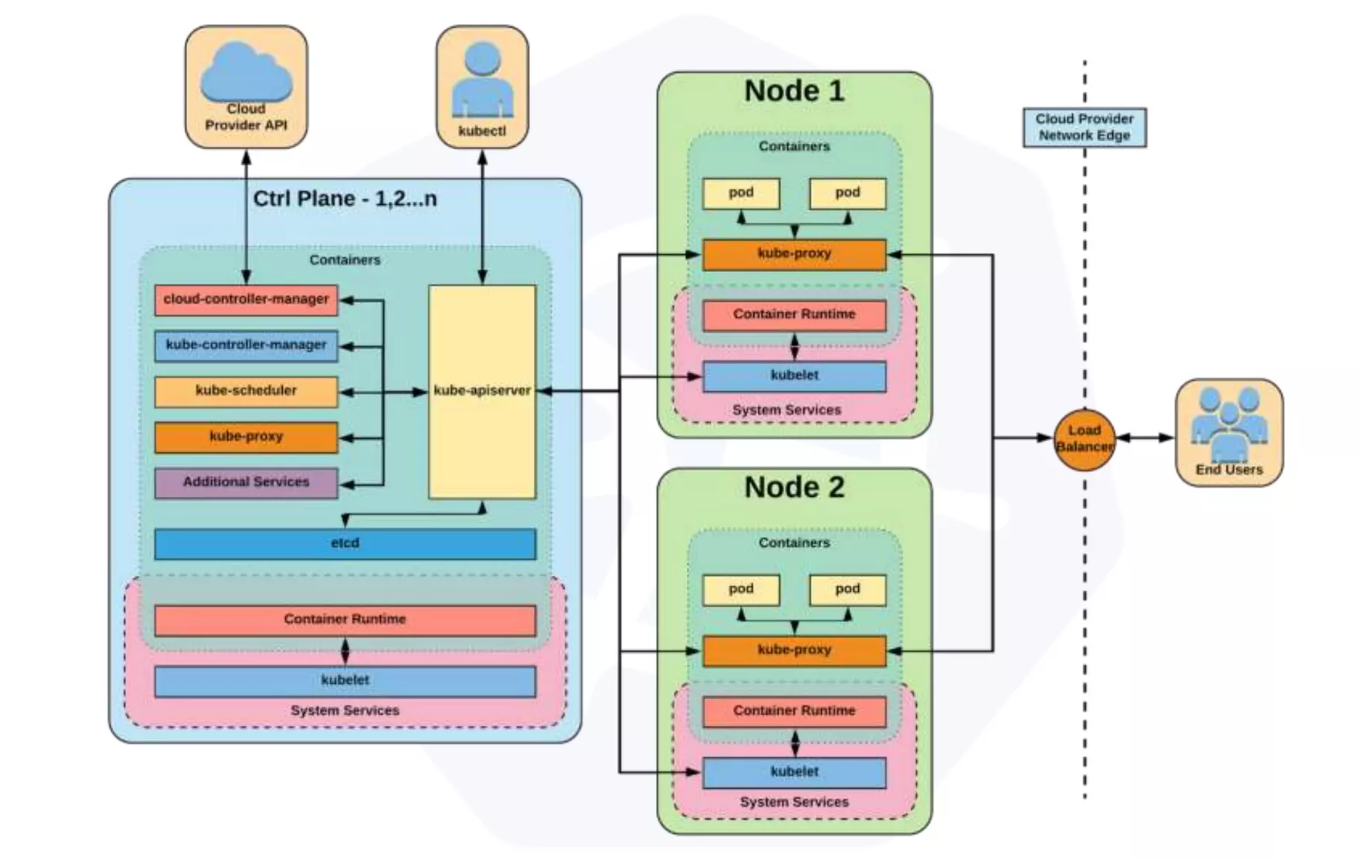 Cloud
Provider API
kubectl
Ctrl Plane - 1,2...n
Containers
cloud-controller-manager
kube-controller-manager
kube-scheduler
kube-proxy
Additional Services
kube-apiserver
etcd
Container Runtime
kubelet
System Services
Node 1
Containers
pod
pod
kube-proxy
Container Runtime
kubelet
System Services
Node 2
Containers
pod
pod
kube-proxy
Container Runtime
kubelet
System Services
Cloud Provider
Network Edge
Load
Balancer
End Users